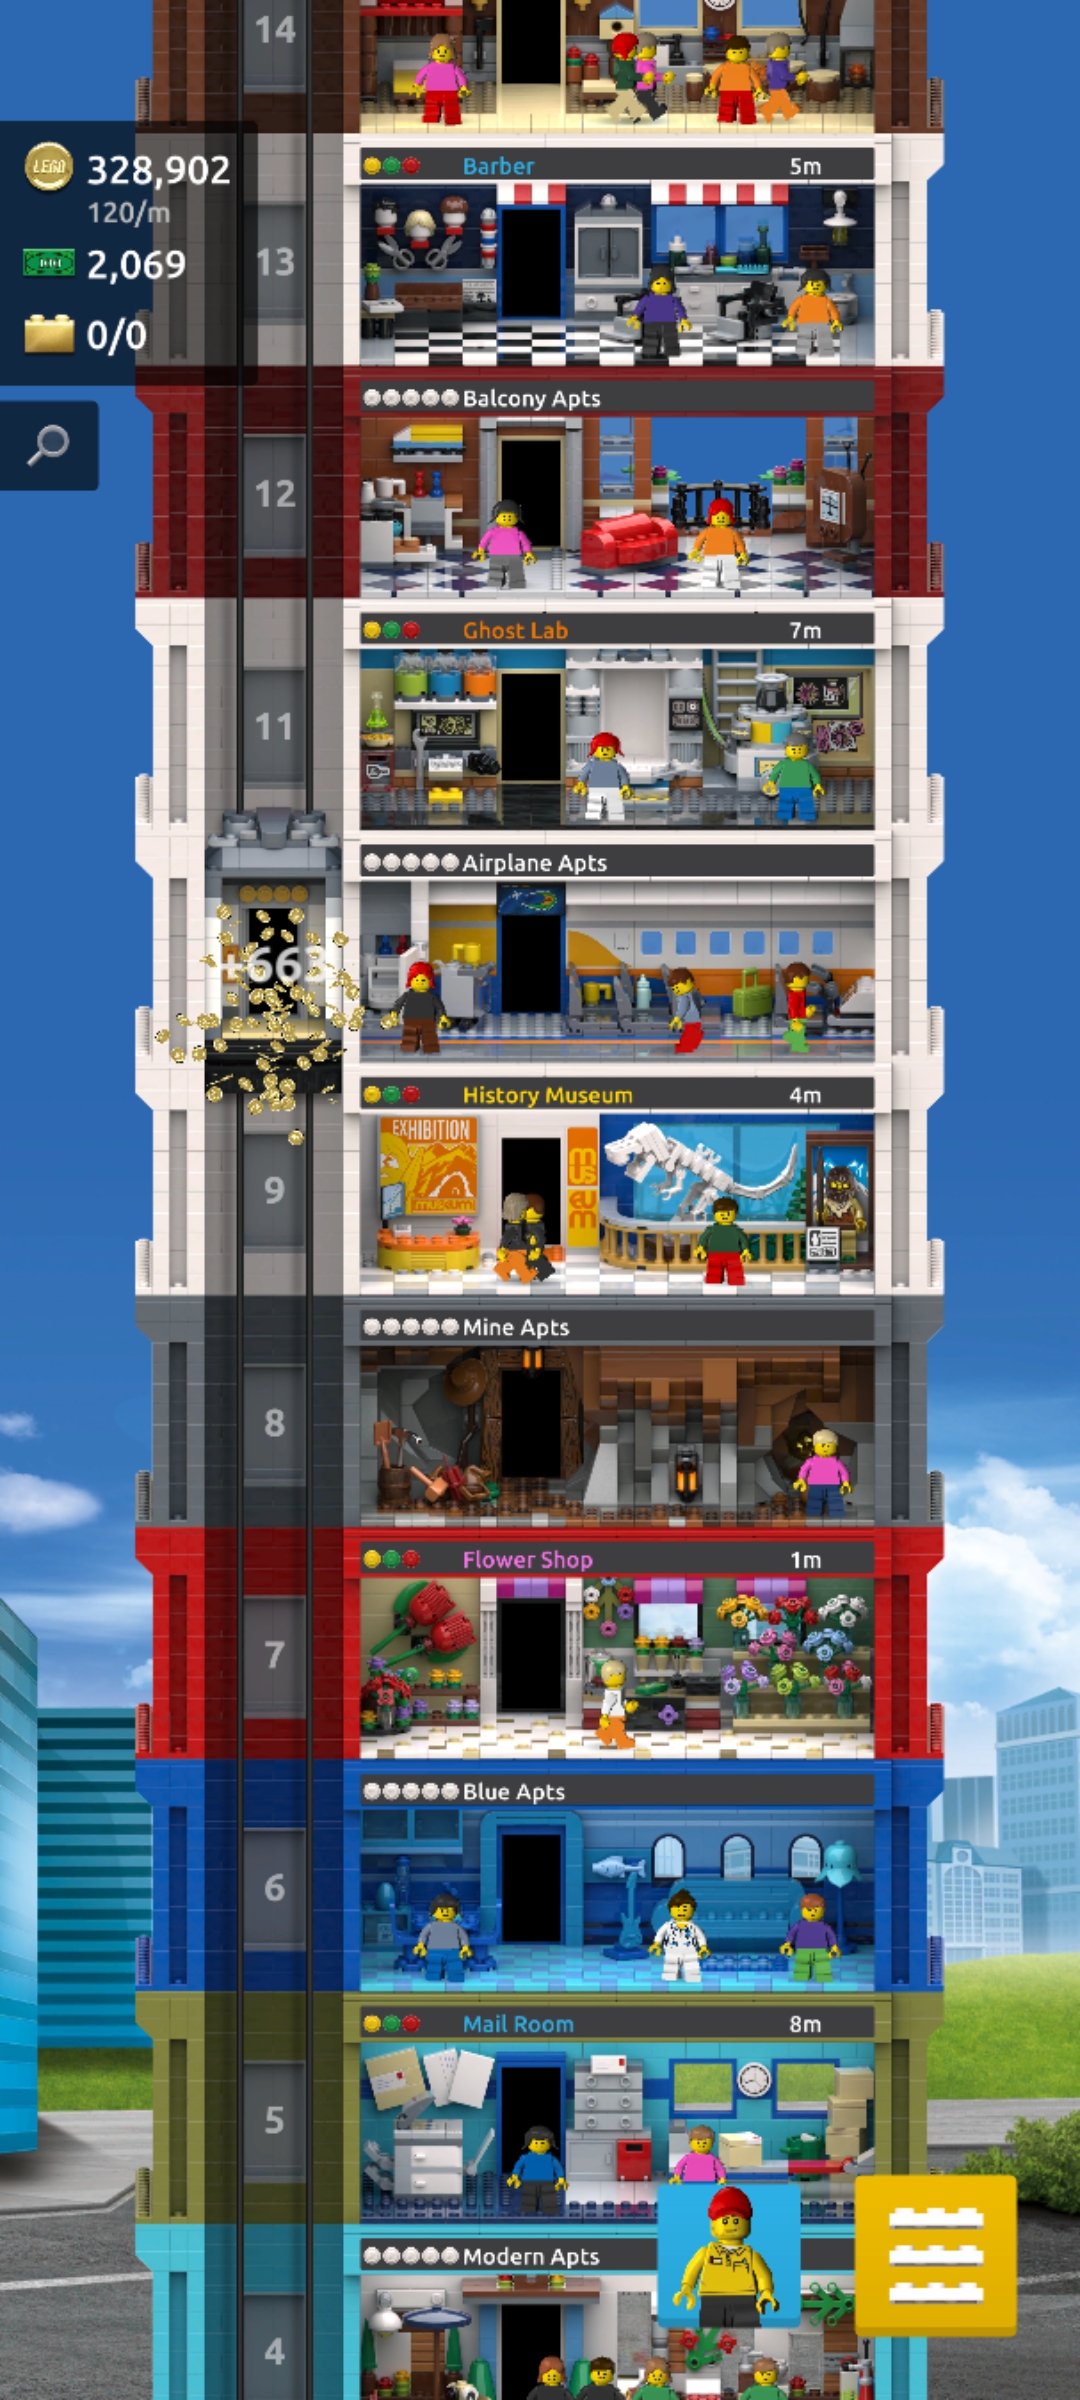 14
LEGO 328,902
120/m
2,069
0/0
Barber 5m
13
Balcony Apts
12
Ghost Lab 7m
11
Airplane Apts
+663
History Museum 4m
EXHIBITION
museum
mus
eum
9
Mine Apts
8
Flower Shop 1m
7
Blue Apts
6
Mail Room 8m
5
Modern Apts
4